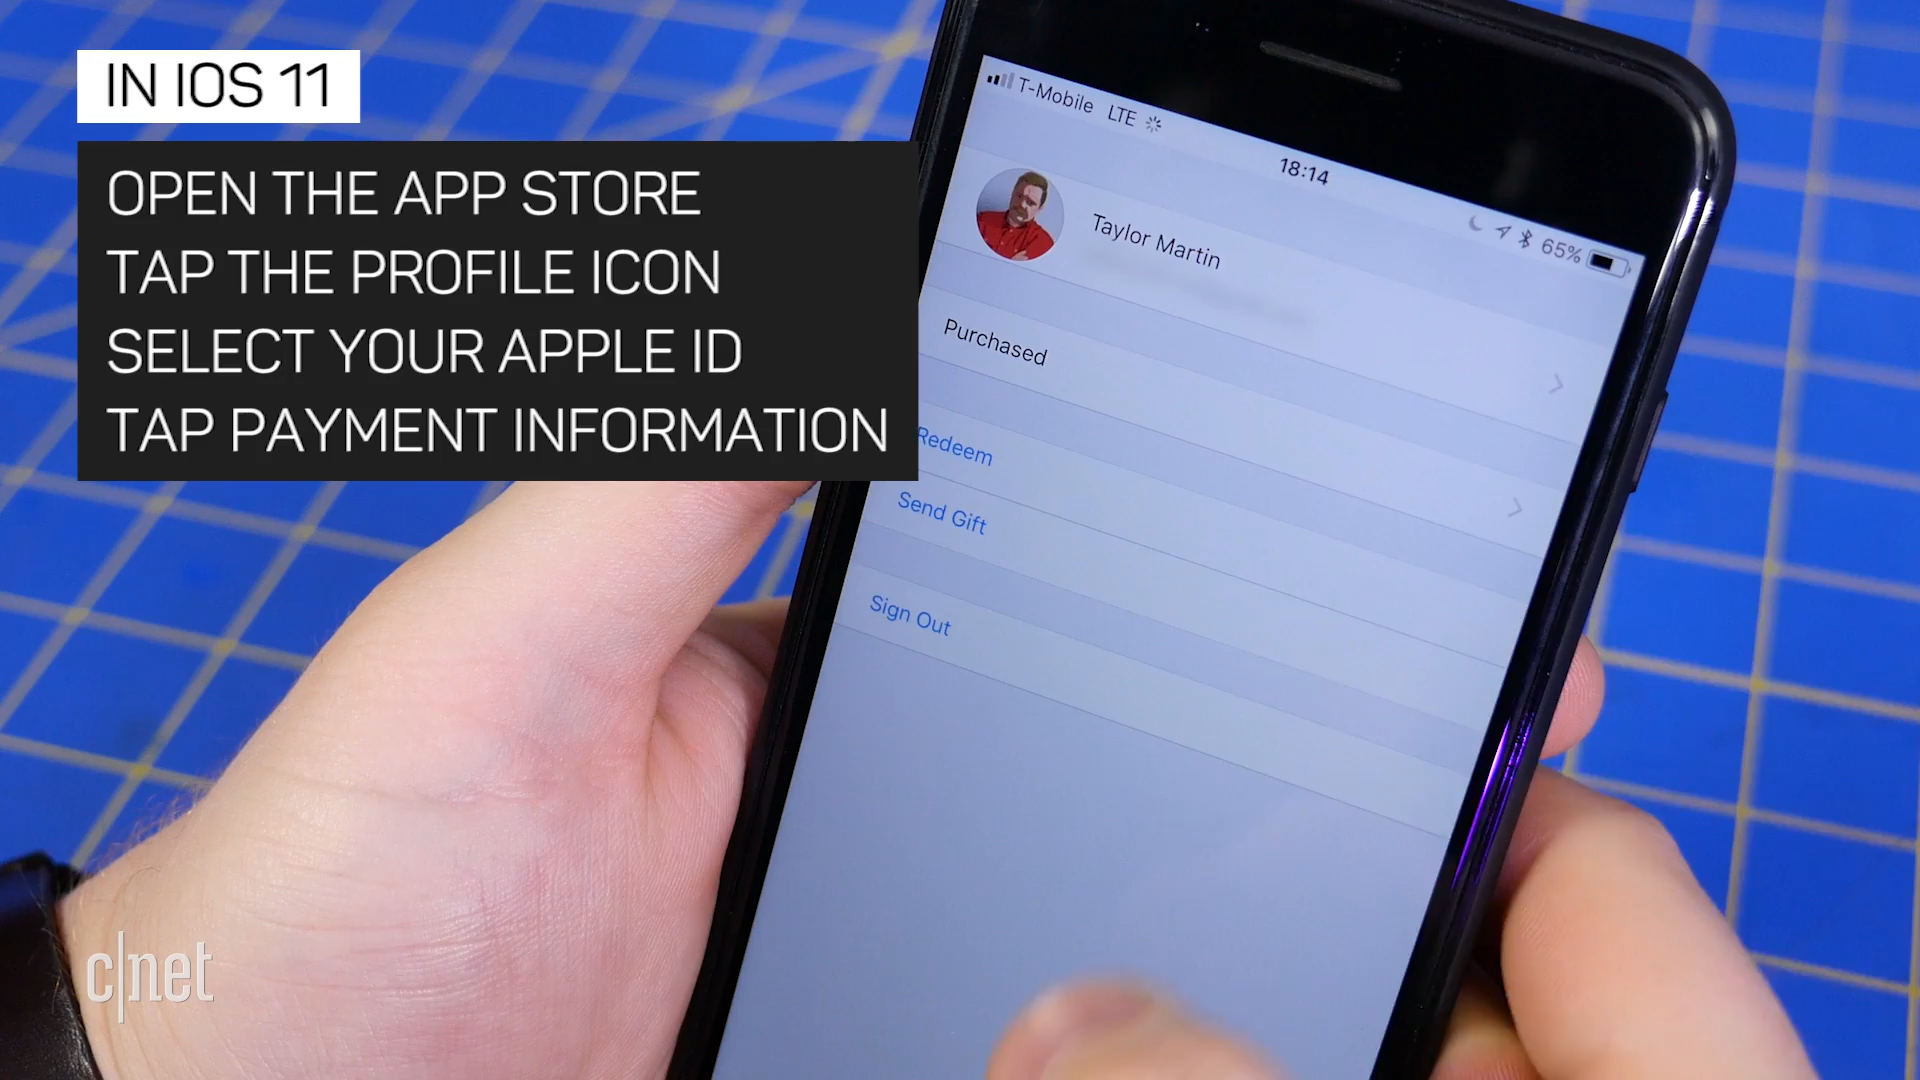 IN IOS 11
OPEN THE APP STORE
TAP THE PROFILE ICON
SELECT YOUR APPLE ID
TAP PAYMENT INFORMATION
T-Mobile LTE
18:14
65%
Taylor Martin
Purchased
Redeem
Send Gift
Sign Out
c|net